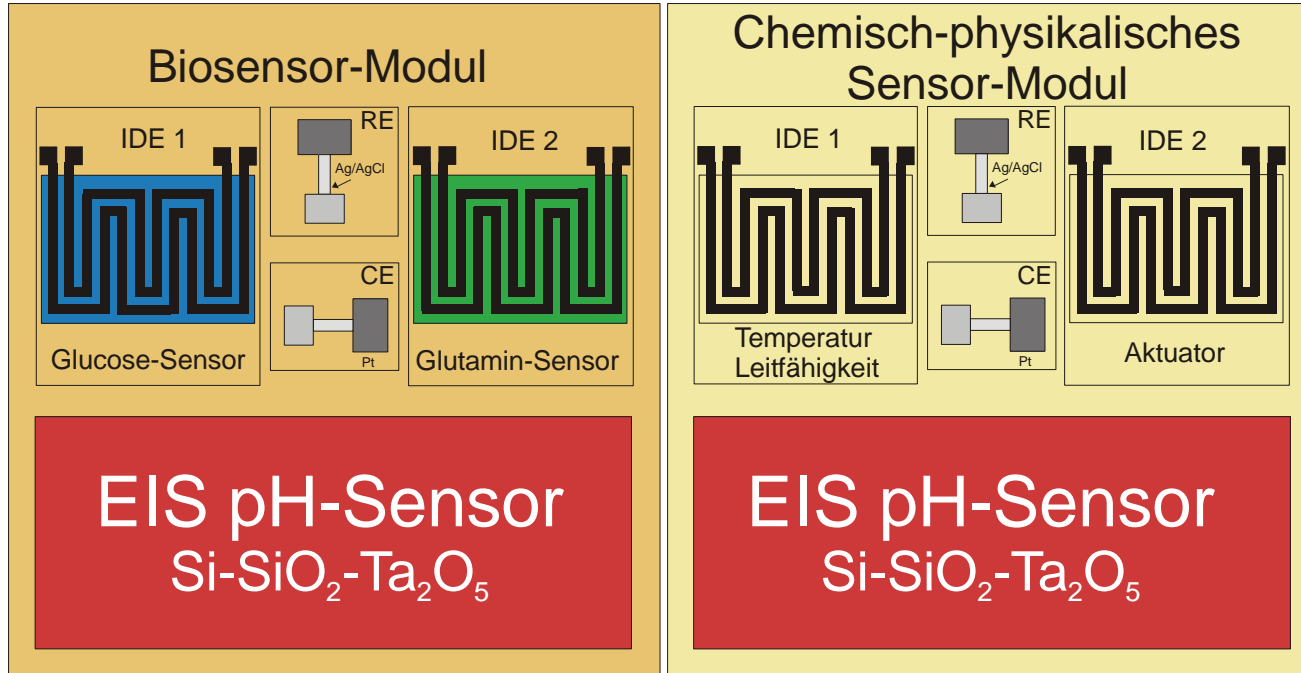 Biosensor-Modul
IDE 1
RE
Ag/AgCl
IDE 2
CE
Pt
Glucose-Sensor
Glutamin-Sensor
EIS pH-Sensor
Si-SiO₂-Ta₂O₅
Chemisch-physikalisches
Sensor-Modul
IDE 1
RE
Ag/AgCl
IDE 2
CE
Pt
Temperatur
Leitfähigkeit
Aktuator
EIS pH-Sensor
Si-SiO₂-Ta₂O₅